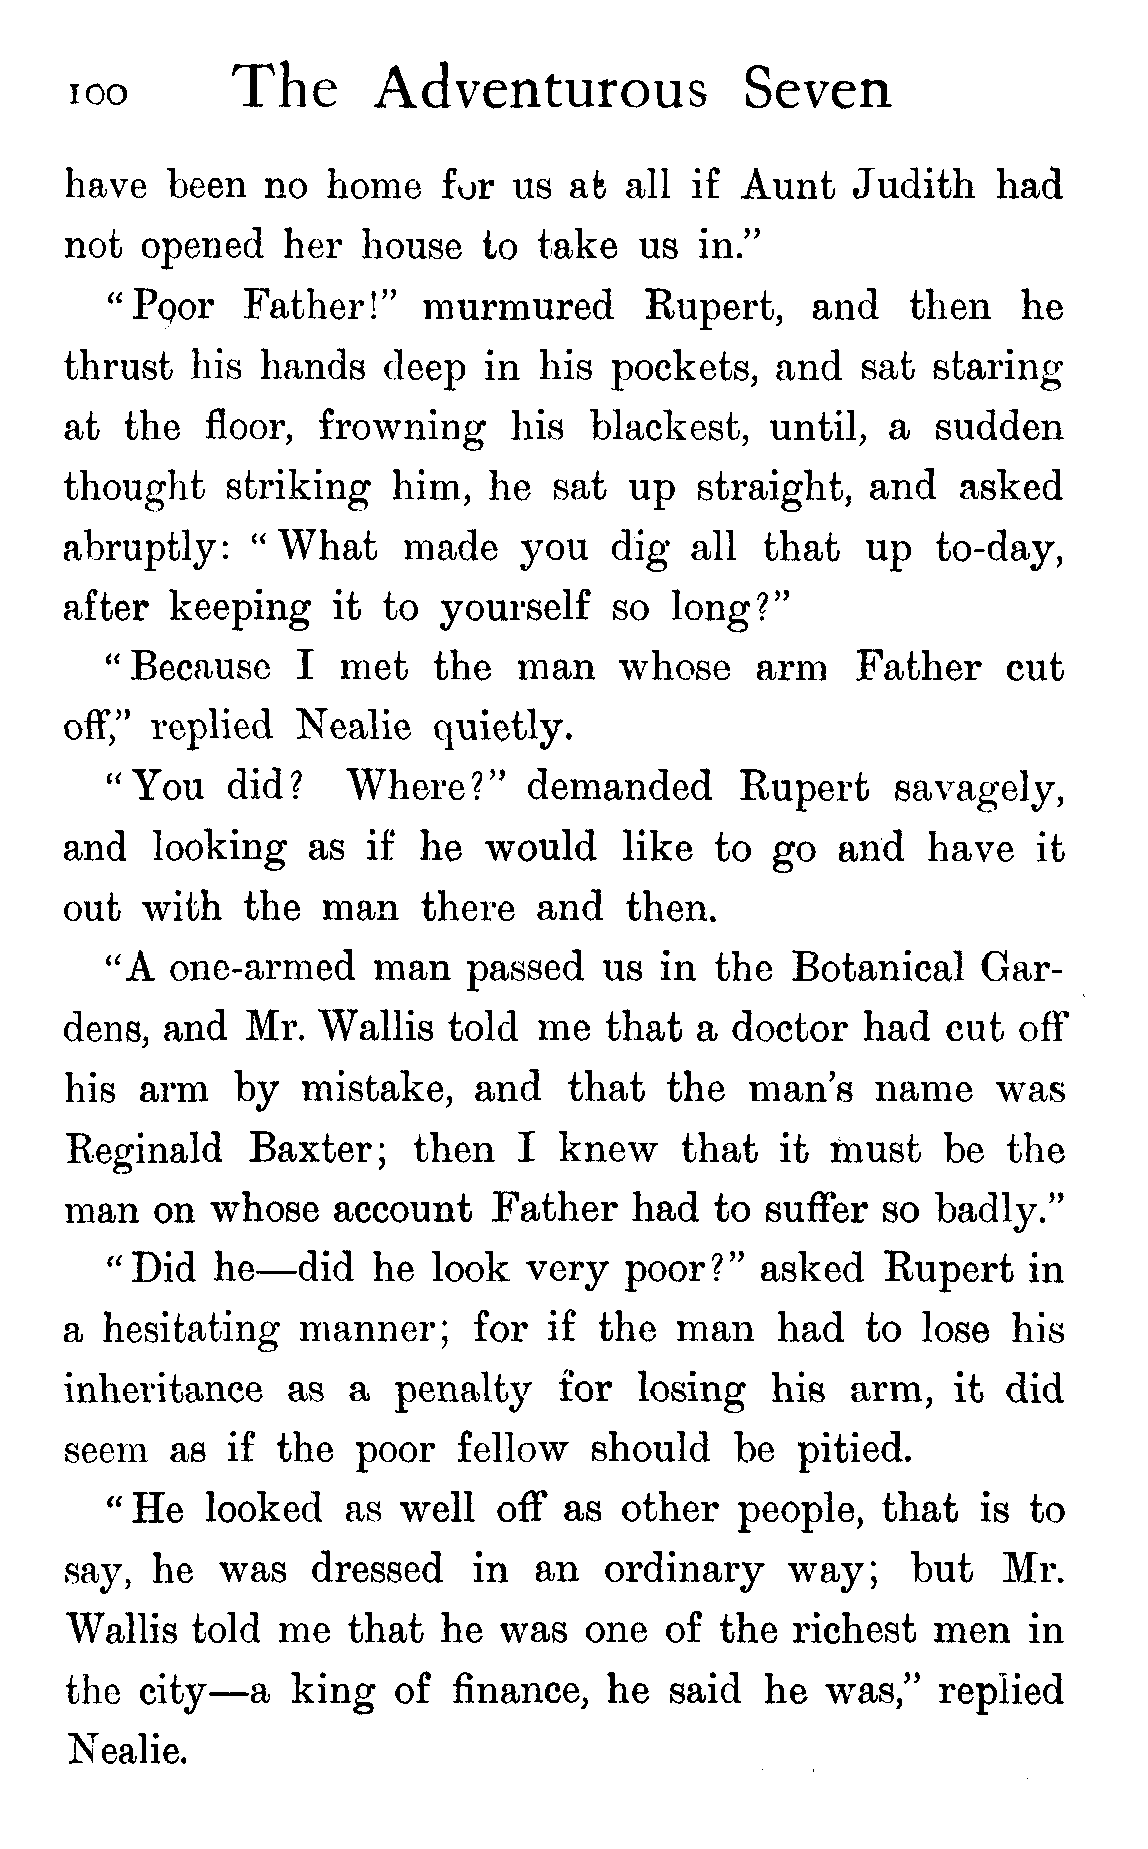 100 The Adventurous Seven
have been no home for us at all if Aunt Judith had
not opened her house to take us in.”
“Poor Father!” murmured Rupert, and then he
thrust his hands deep in his pockets, and sat staring
at the floor, frowning his blackest, until, a sudden
thought striking him, he sat up straight, and asked
abruptly: “What made you dig all that up to-day,
after keeping it to yourself so long?”
“Because I met the man whose arm Father cut
off,” replied Nealie quietly.
“You did? Where?” demanded Rupert savagely,
and looking as if he would like to go and have it
out with the man there and then.
“A one-armed man passed us in the Botanical Gar-
dens, and Mr. Wallis told me that a doctor had cut off
his arm by mistake, and that the man’s name was
Reginald Baxter; then I knew that it must be the
man on whose account Father had to suffer so badly.”
“Did he—did he look very poor?” asked Rupert in
a hesitating manner; for if the man had to lose his
inheritance as a penalty for losing his arm, it did
seem as if the poor fellow should be pitied.
“He looked as well off as other people, that is to
say, he was dressed in an ordinary way; but Mr.
Wallis told me that he was one of the richest men in
the city—a king of finance, he said he was,” replied
Nealie.